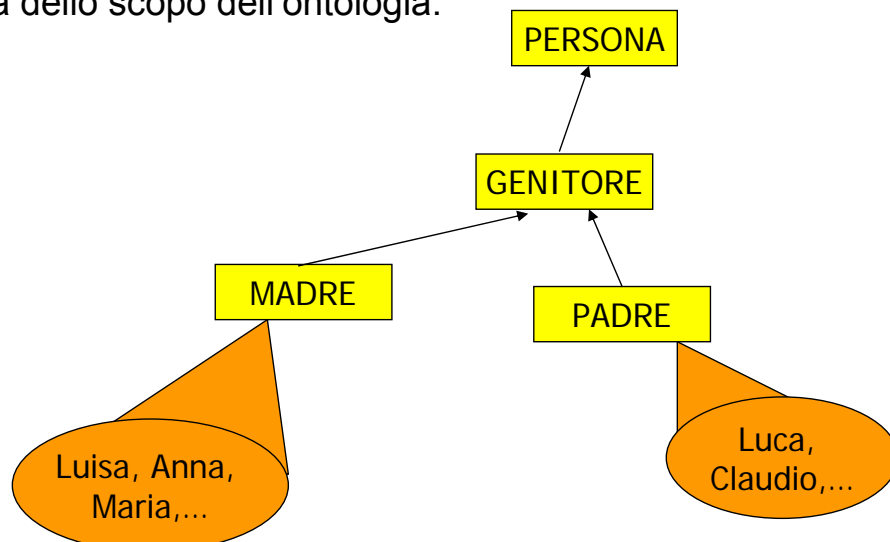 dello scopo dell'ontologia.
PERSONA
GENITORE
MADRE
PADRE
Luisa, Anna,
Maria,...
Luca,
Claudio,...